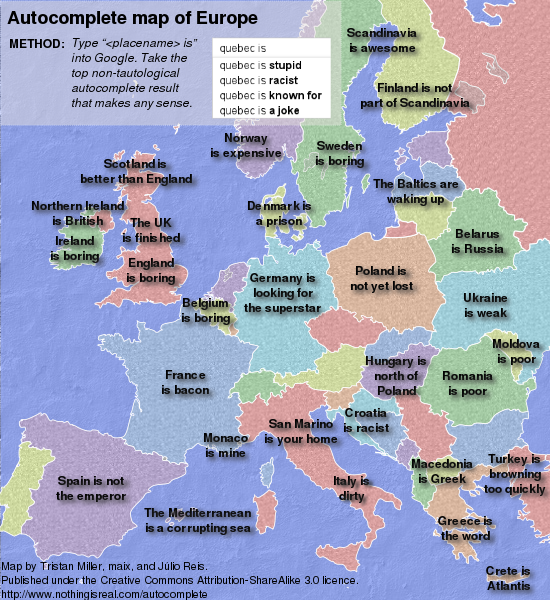 Autocomplete map of Europe
METHOD: Type "<placename> is"
into Google. Take the
top non-tautological
autocomplete result
that makes any sense.
quebec is
quebec is stupid
quebec is racist
quebec is known for
quebec is a joke
Scandinavia
is awesome
Finland is not
part of Scandinavia
Norway
is expensive
Sweden
is boring
Scotland is
better than England
The Baltics are
waking up
Northern Ireland
is British
The UK
is finished
Denmark is
a prison
Ireland
is boring
Belarus
is Russia
England
is boring
Germany is
looking for
the superstar
Poland is
not yet lost
Belgium
is boring
Ukraine
is weak
Moldova
is poor
France
is bacon
Hungary is
north of
Poland
Romania
is poor
Croatia
is racist
San Marino
is your home
Monaco
is mine
Spain is not
the emperor
Italy is
dirty
Macedonia
is Greek
Turkey is
browning
too quickly
The Mediterranean
is a corrupting sea
Greece is
the word
Crete is
Atlantis
Map by Tristan Miller, maix, and Júlio Reis.
Published under the Creative Commons Attribution-ShareAlike 3.0 licence.
http://www.nothingisreal.com/autocomplete